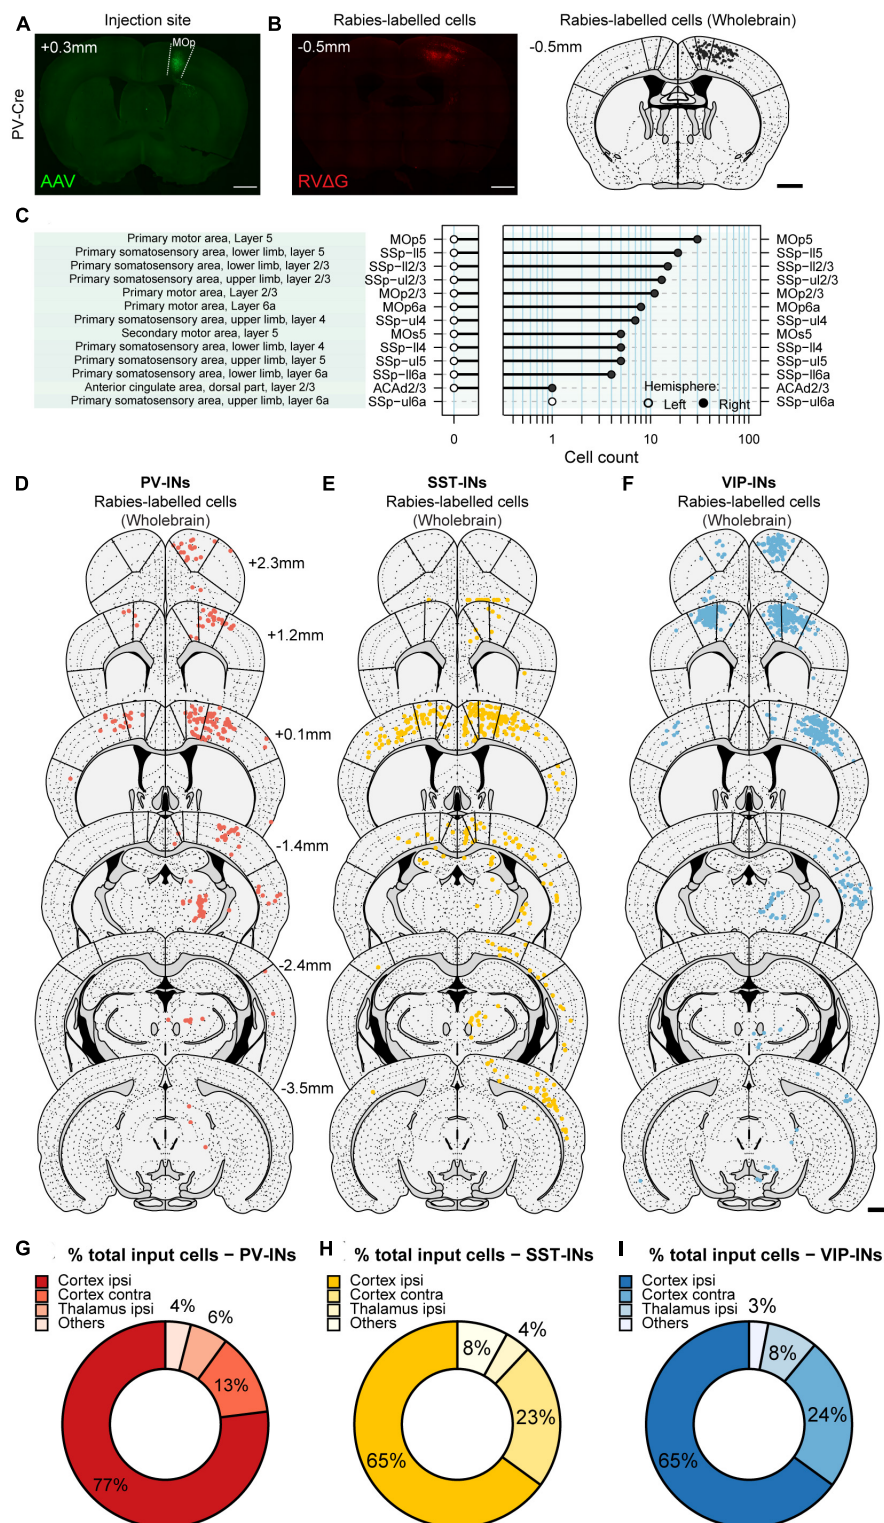 A
Injection site
+0.3mm
MOp
PV-Cre
AAV
B
Rabies-labelled cells
-0.5mm
RVΔG
Rabies-labelled cells (Wholebrain)
-0.5mm
C
Primary motor area, Layer 5
Primary somatosensory area, lower limb, layer 5
Primary somatosensory area, lower limb, layer 2/3
Primary somatosensory area, upper limb, layer 2/3
Primary motor area, Layer 2/3
Primary motor area, Layer 6a
Primary somatosensory area, upper limb, layer 4
Secondary motor area, layer 5
Primary somatosensory area, lower limb, layer 4
Primary somatosensory area, upper limb, layer 5
Primary somatosensory area, lower limb, layer 6a
Anterior cingulate area, dorsal part, layer 2/3
Primary somatosensory area, upper limb, layer 6a
MOp5
SSp−ll5
SSp−ll2/3
SSp−ul2/3
MOp2/3
MOp6a
SSp−ul4
MOs5
SSp−ll4
SSp−ul5
SSp−ll6a
ACAd2/3
SSp−ul6a
MOp5
SSp−ll5
SSp−ll2/3
SSp−ul2/3
MOp2/3
MOp6a
SSp−ul4
MOs5
SSp−ll4
SSp−ul5
SSp−ll6a
ACAd2/3
SSp−ul6a
Hemisphere:
Left Right
0 1 10 100
Cell count
D
PV-INs
Rabies-labelled cells
(Wholebrain)
E
SST-INs
Rabies-labelled cells
(Wholebrain)
F
VIP-INs
Rabies-labelled cells
(Wholebrain)
+2.3mm
+1.2mm
+0.1mm
-1.4mm
-2.4mm
-3.5mm
G
% total input cells − PV-INs
Cortex ipsi
Cortex contra
Thalamus ipsi
Others
4%
6%
13%
77%
H
% total input cells − SST-INs
Cortex ipsi
Cortex contra
Thalamus ipsi
Others
8%
4%
23%
65%
I
% total input cells − VIP-INs
Cortex ipsi
Cortex contra
Thalamus ipsi
Others
3%
8%
24%
65%